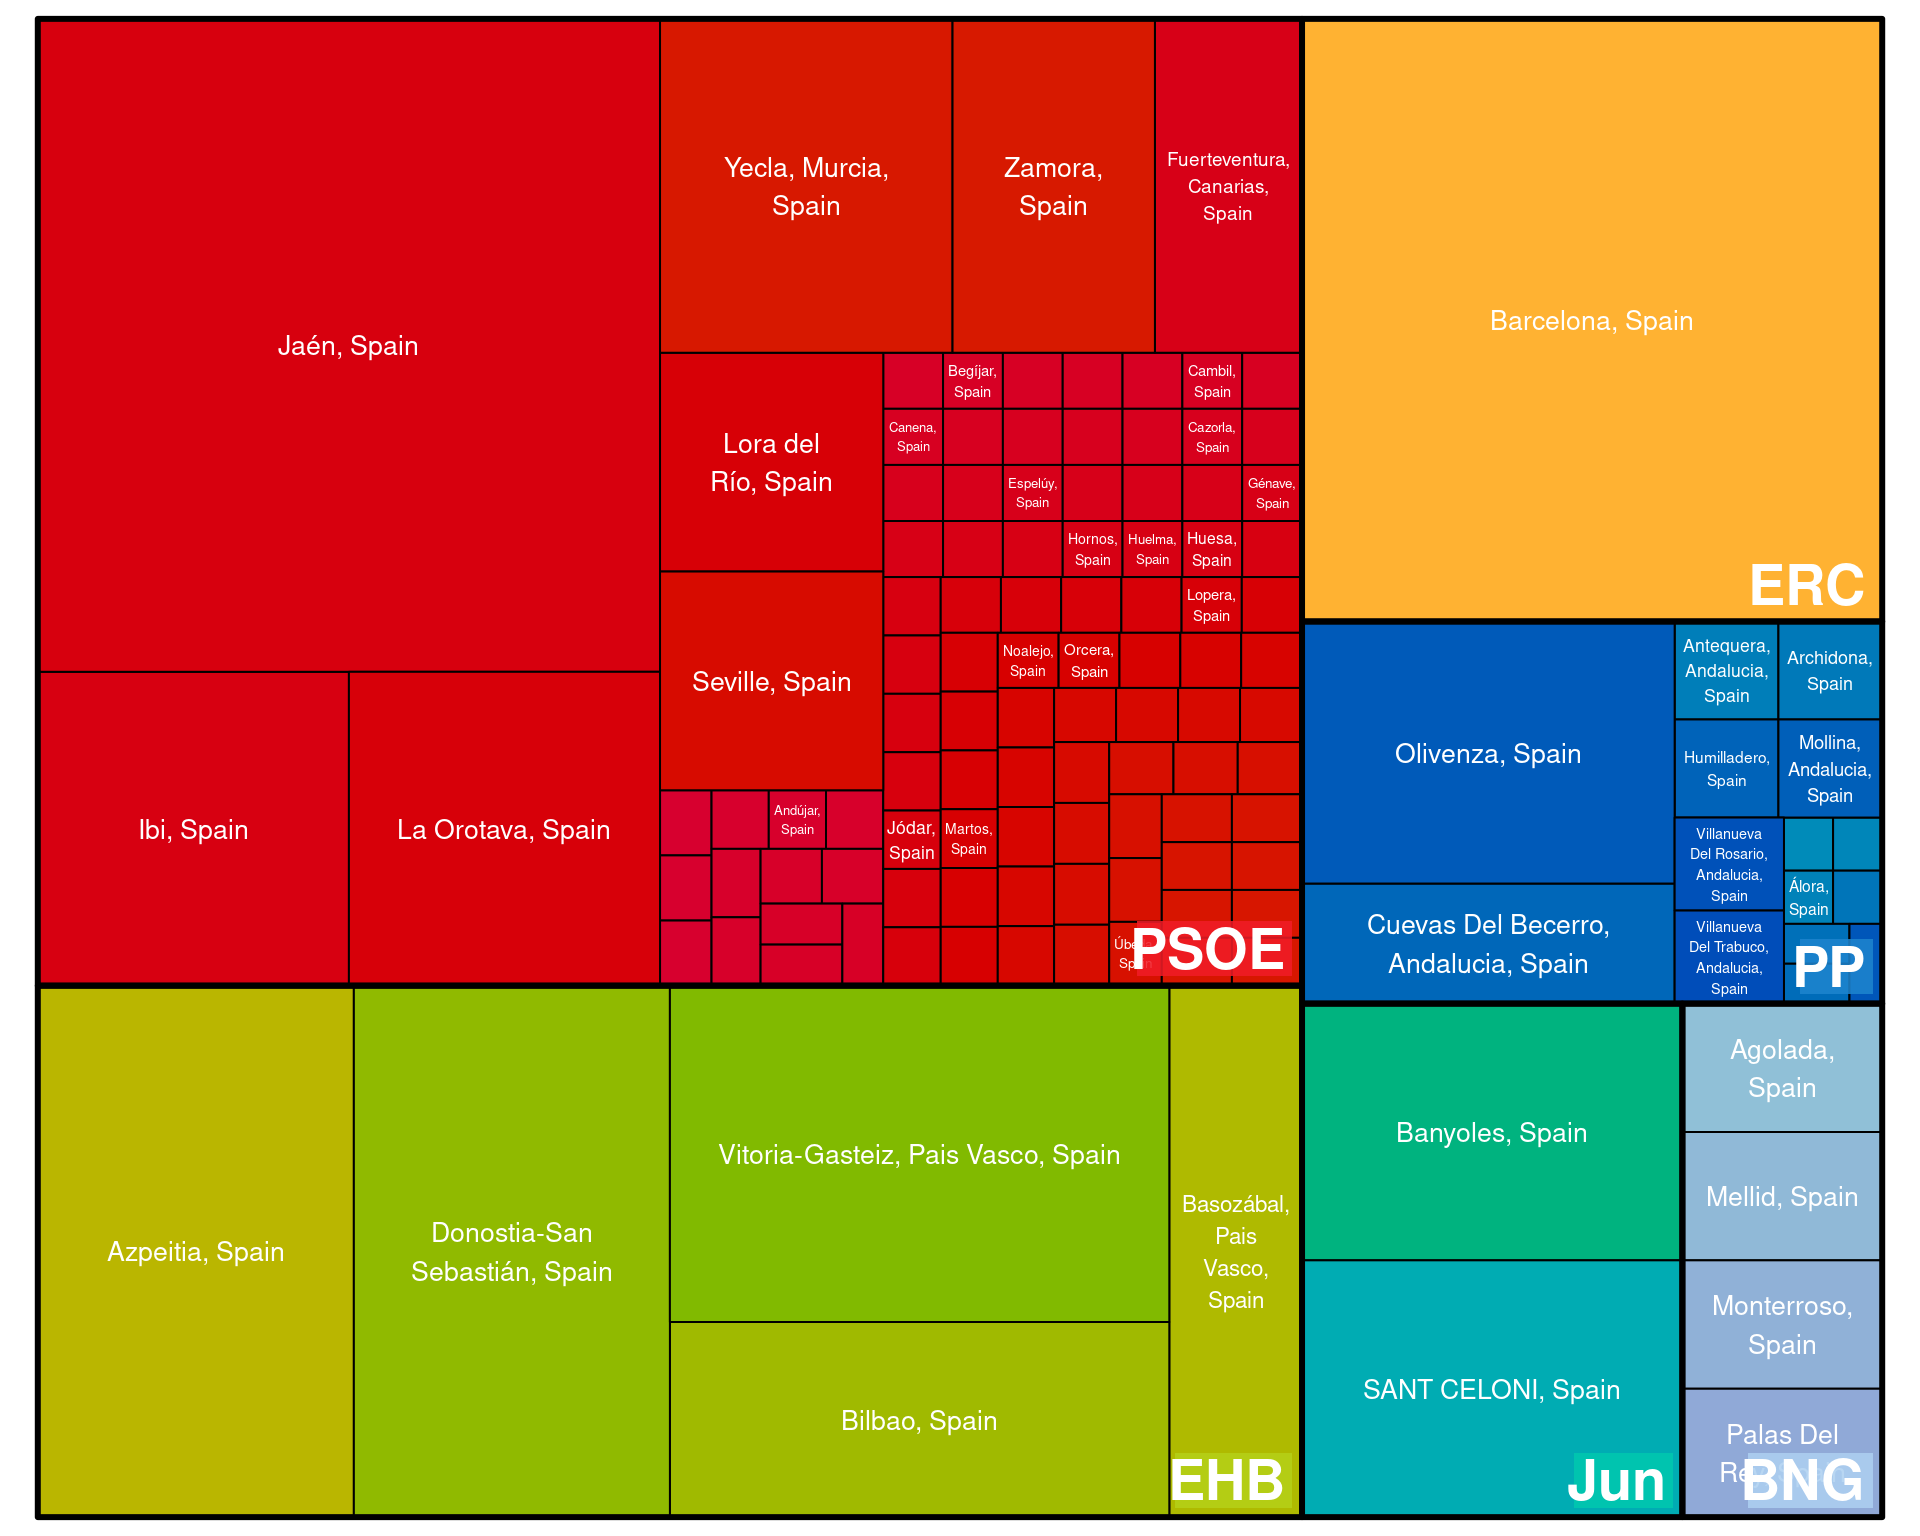 Jaén, Spain
Ibi, Spain
La Orotava, Spain
Yecla, Murcia,
Spain
Zamora,
Spain
Fuerteventura,
Canarias,
Spain
Lora del
Río, Spain
Seville, Spain
Begíjar,
Spain
Cambil,
Spain
Canena,
Spain
Cazorla,
Spain
Espelúy,
Spain
Génave,
Spain
Hornos,
Spain
Huelma,
Spain
Huesa,
Spain
Lopera,
Spain
Noalejo,
Spain
Orcera,
Spain
Andújar,
Spain
Jódar,
Spain
Martos,
Spain
PSOE
Barcelona, Spain
ERC
Olivenza, Spain
Cuevas Del Becerro,
Andalucia, Spain
Antequera,
Andalucia,
Spain
Archidona,
Spain
Humilladero,
Spain
Mollina,
Andalucia,
Spain
Villanueva
Del Rosario,
Andalucia,
Spain
Villanueva
Del Trabuco,
Andalucia,
Spain
Álora,
Spain
PP
Azpeitia, Spain
Donostia-San
Sebastián, Spain
Vitoria-Gasteiz, Pais Vasco, Spain
Bilbao, Spain
Basozábal,
Pais
Vasco,
Spain
EHB
Banyoles, Spain
SANT CELONI, Spain
Jun
Agolada,
Spain
Mellid, Spain
Monterroso,
Spain
Palas Del
BNG